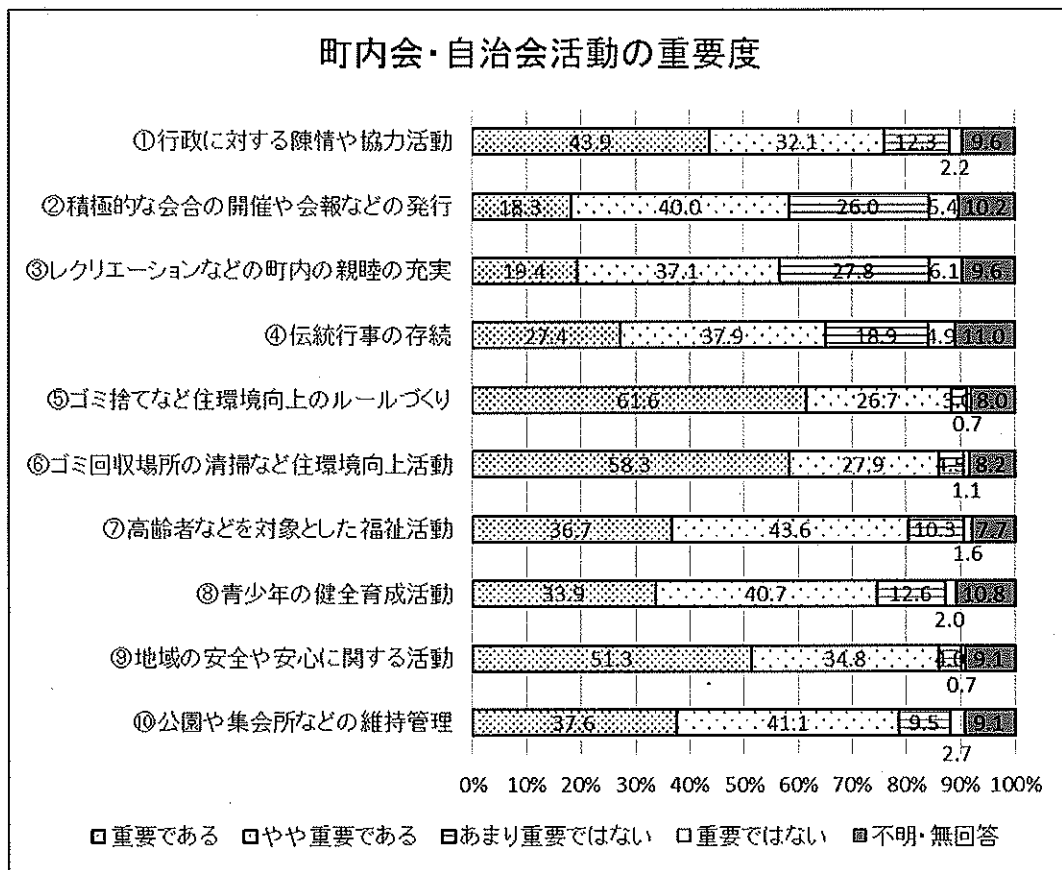 町内会・自治会活動の重要度
①行政に対する陳情や協力活動 43.9 32.1 12.3 9.6
2.2
②積極的な会合の開催や会報などの発行 18.3 40.0 26.0 5.4 10.2
③レクリエーションなどの町内の親睦の充実 19.4 37.1 27.8 6.1 9.6
④伝統行事の存続 27.4 37.9 18.9 4.9 11.0
⑤ゴミ捨てなど住環境向上のルールづくり 61.6 26.7 3.0 8.0
0.7
⑥ゴミ回収場所の清掃など住環境向上活動 58.3 27.9 4.5 8.2
1.1
⑦高齢者などを対象とした福祉活動 36.7 43.6 10.3 7.7
1.6
⑧青少年の健全育成活動 33.9 40.7 12.6 10.8
2.0
⑨地域の安全や安心に関する活動 51.3 34.8 4.0 9.1
0.7
⑩公園や集会所などの維持管理 37.6 41.1 9.5 9.1
2.7
0% 10% 20% 30% 40% 50% 60% 70% 80% 90% 100%
重要である やや重要である あまり重要ではない 重要ではない 不明・無回答